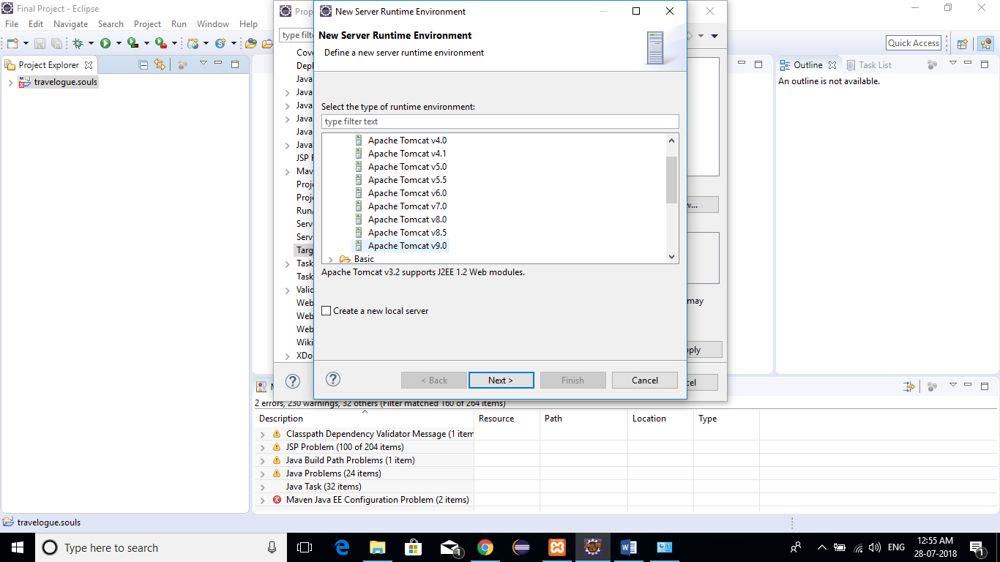 Final Project - Eclipse
File Edit Navigate Search Project Run Window Help
Quick Access
Project Explorer
travelogue.souls
Prop
type filte
Cove
Depl
Java
Java
Java
Java
Java
Java
JSP F
Mav
Proje
Proje
Run/
Serve
Serve
Targ
Task
Task
Valid
Web
Web
Web
Wiki
XDo
New Server Runtime Environment
New Server Runtime Environment
Define a new server runtime environment
Select the type of runtime environment:
type filter text
Apache Tomcat v4.0
Apache Tomcat v4.1
Apache Tomcat v5.0
Apache Tomcat v5.5
Apache Tomcat v6.0
Apache Tomcat v7.0
Apache Tomcat v8.0
Apache Tomcat v8.5
Apache Tomcat v9.0
Basic
Apache Tomcat v3.2 supports J2EE 1.2 Web modules.
Create a new local server
< Back Next > Finish Cancel
w...
may
pply
cel
Outline Task List
An outline is not available.
2 errors, 230 warnings, 32 others (Filter matched 160 of 264 items)
Description Resource Path Location Type
Classpath Dependency Validator Message (1 item
JSP Problem (100 of 204 items)
Java Build Path Problems (1 item)
Java Problems (24 items)
Java Task (32 items)
Maven Java EE Configuration Problem (2 items)
travelogue.souls
Type here to search
1
ENG
12:55 AM
28-07-2018
1